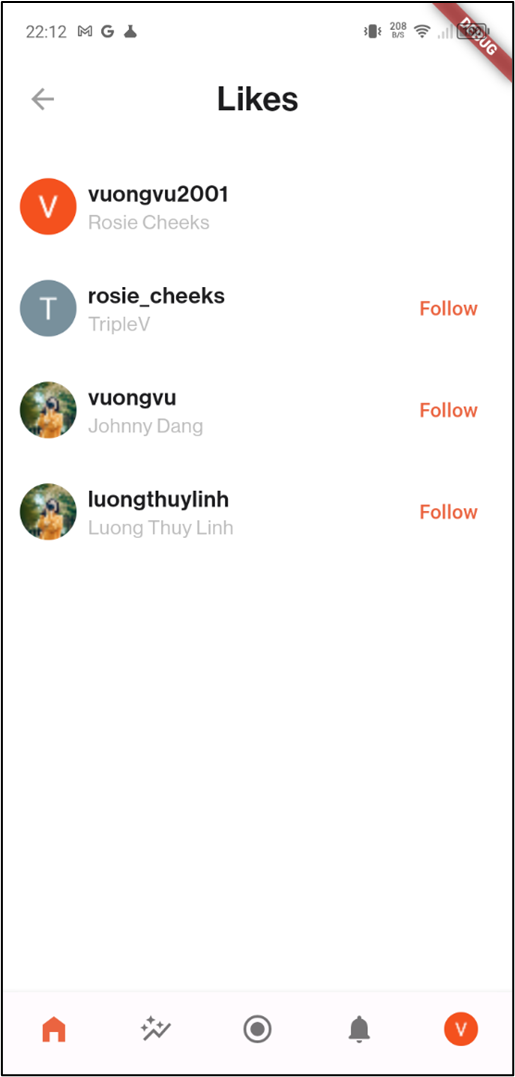 22:12
208
B/S
DEBUG
Likes
V
vuongvu2001
Rosie Cheeks
T
rosie_cheeks
TripleV
Follow
vuongvu
Johnny Dang
Follow
luongthuylinh
Luong Thuy Linh
Follow
V